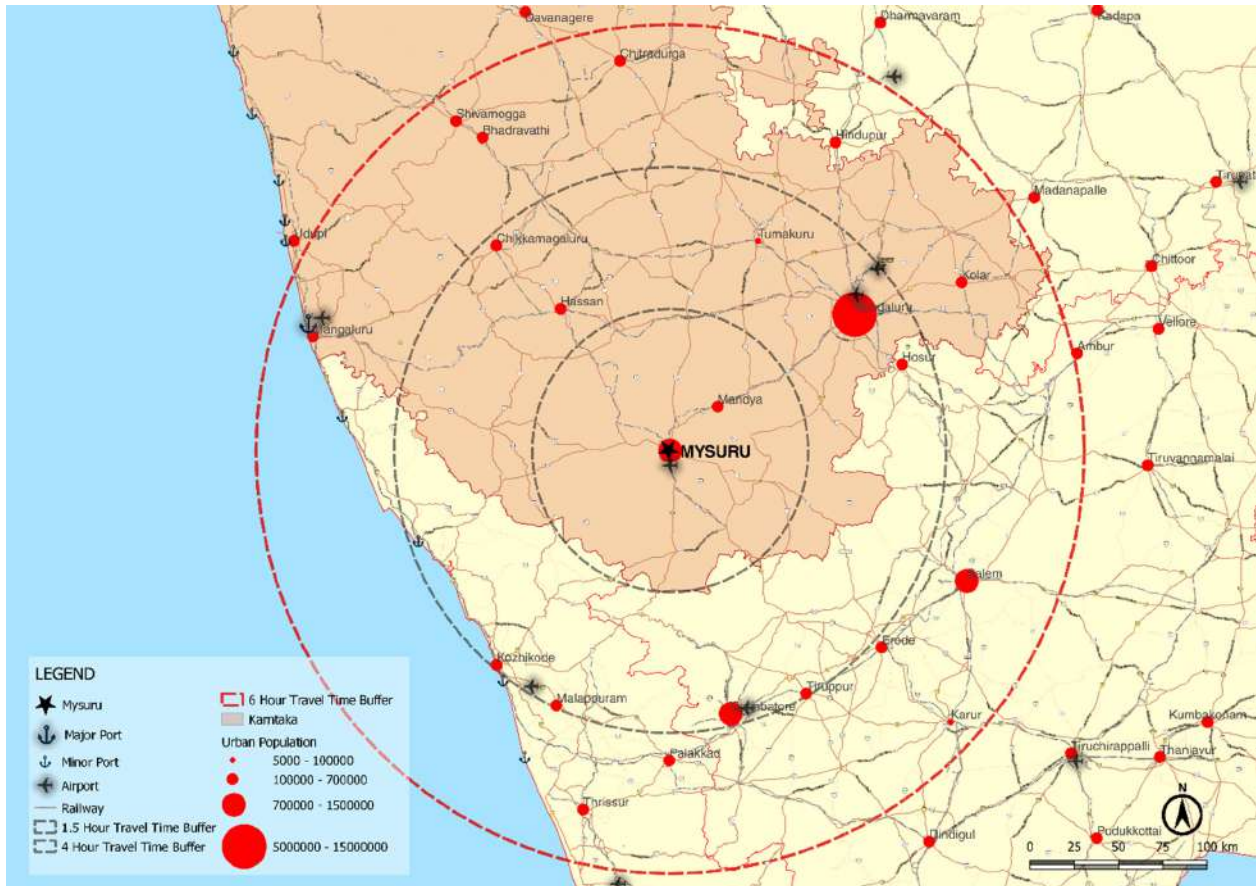 Davanagere
Dharmavaram
Kadapa
Chitradurga
Shivamogga
Bhadravathi
Hindupur
Madanapalle
Udupi
Chikkamagaluru
Tumakuru
Chittoor
Kolar
Hassan
Mangaluru
Vellore
Ambur
Hosur
Mandya
MYSURU
Tiruvannamalai
Salem
Erode
Kozhikode
Malappuram
Tiruppur
Karur
Kumbakonam
Palakkad
Tiruchirappalli
Thanjavur
Thrissur
Dindigul
Pudukkottai
LEGEND
Mysuru
Major Port
Minor Port
Airport
Railway
1.5 Hour Travel Time Buffer
4 Hour Travel Time Buffer
6 Hour Travel Time Buffer
Karntaka
Urban Population
5000 - 100000
100000 - 700000
700000 - 1500000
5000000 - 15000000
N
0 25 50 75 100 km